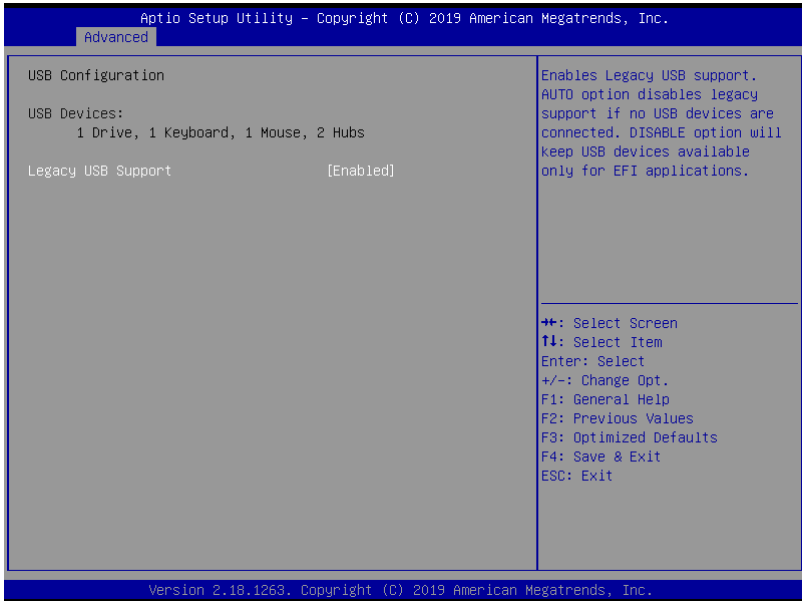 Aptio Setup Utility – Copyright (C) 2019 American Megatrends, Inc.
Advanced
USB Configuration
USB Devices:
1 Drive, 1 Keyboard, 1 Mouse, 2 Hubs
Legacy USB Support [Enabled]
Enables Legacy USB support.
AUTO option disables legacy
support if no USB devices are
connected. DISABLE option will
keep USB devices available
only for EFI applications.
→←: Select Screen
↑↓: Select Item
Enter: Select
+/-: Change Opt.
F1: General Help
F2: Previous Values
F3: Optimized Defaults
F4: Save & Exit
ESC: Exit
Version 2.18.1263. Copyright (C) 2019 American Megatrends, Inc.